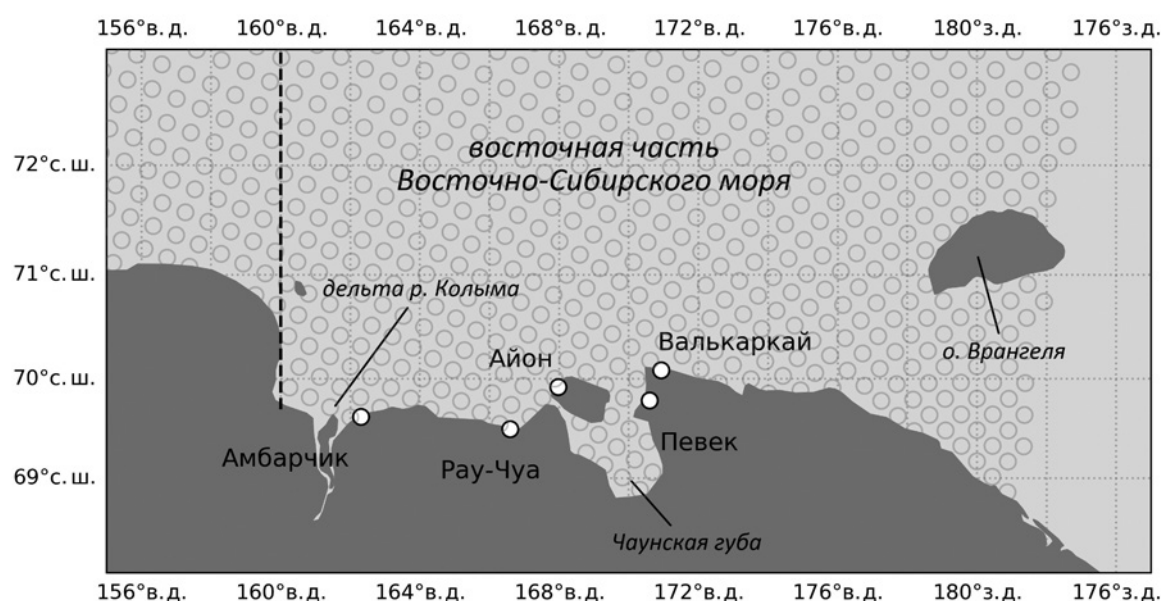 156°в.д. 160°в.д. 164°в.д. 168°в.д. 172°в.д. 176°в.д. 180°з.д. 176°з.д.
72°с.ш.
восточная часть
Восточно-Сибирского моря
71°с.ш.
дельта р. Колыма
Валькаркай
Айон
о. Врангеля
70°с.ш.
Амбарчик
Рау-Чуа
Певек
69°с.ш.
Чаунская губа
156°в.д. 160°в.д. 164°в.д. 168°в.д. 172°в.д. 176°в.д. 180°з.д. 176°з.д.